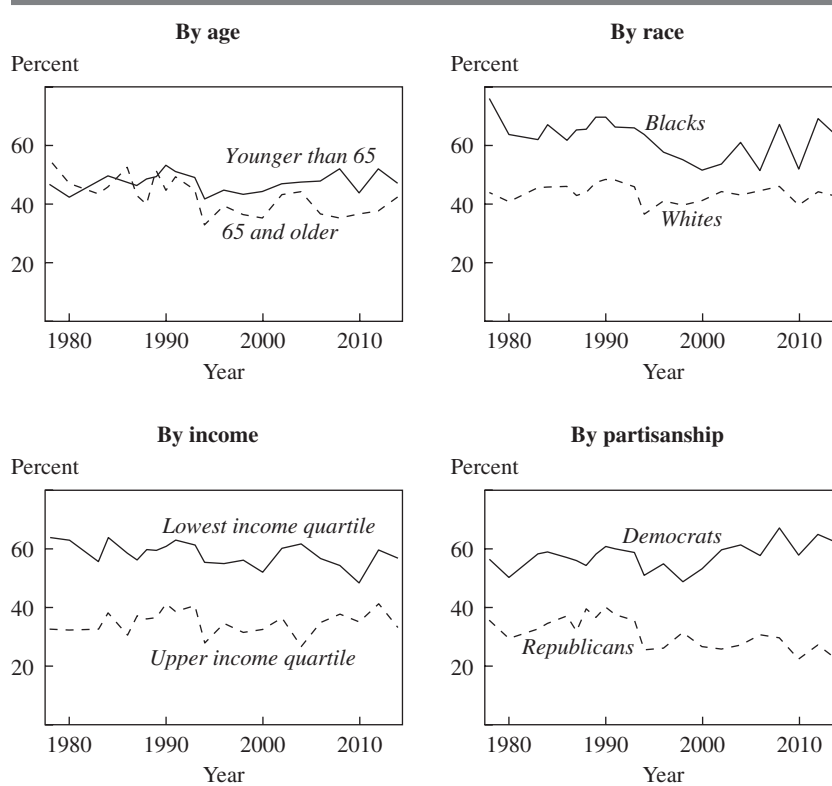 By age
Percent
60
40
20
Younger than 65
65 and older
1980 1990 2000 2010
Year
By race
Percent
60
40
20
Blacks
Whites
1980 1990 2000 2010
Year
By income
Percent
60
40
20
Lowest income quartile
Upper income quartile
1980 1990 2000 2010
Year
By partisanship
Percent
60
40
20
Democrats
Republicans
1980 1990 2000 2010
Year